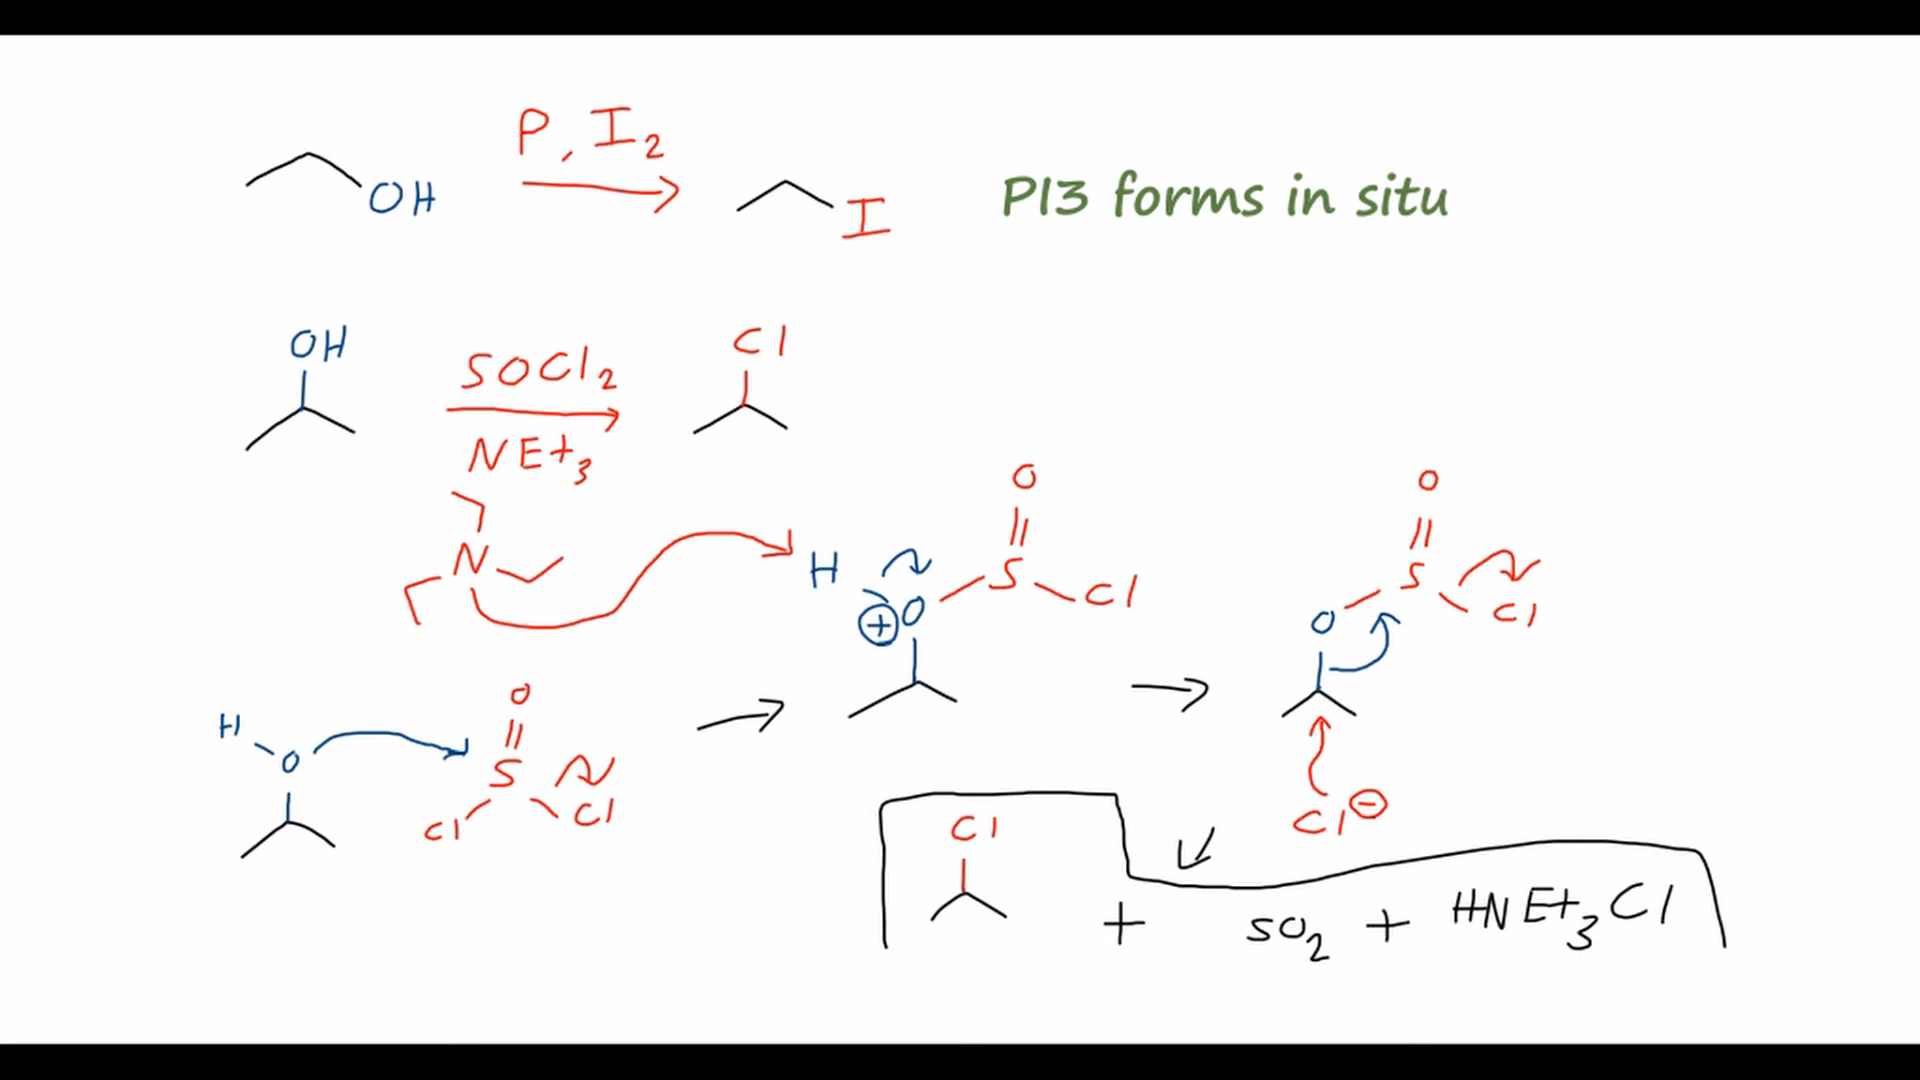 P, I2
OH
I
PI3 forms in situ
OH
SOCl2
NEt3
Cl
N
H
O
O
S
Cl
O
O
S
Cl
H
O
O
S
Cl
Cl
Cl⊖
⊕
Cl
+ SO2 + HNEt3Cl